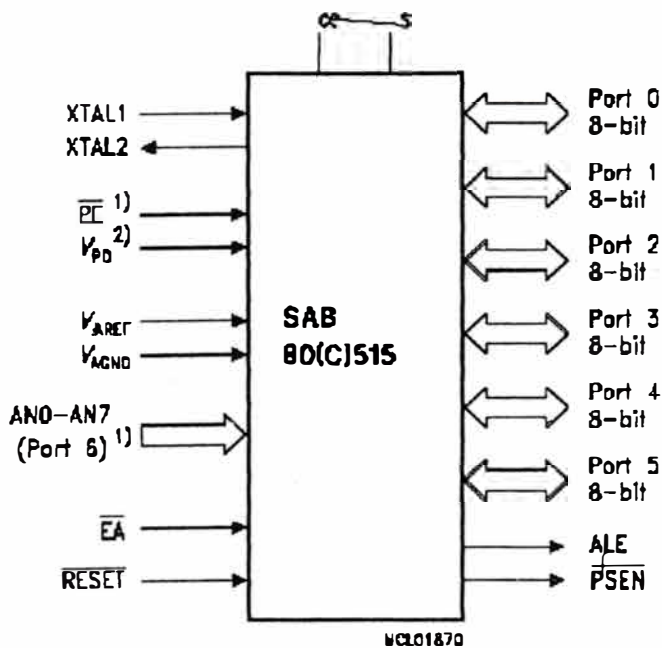 XTAL1
XTAL2
PE 1)
VPD 2)
VAREF
VAGND
AN0-AN7
(Port 6) 1)
EA
RESET
SAB
80(C)515
Port 0
8-bit
Port 1
8-bit
Port 2
8-bit
Port 3
8-bit
Port 4
8-bit
Port 5
8-bit
ALE
PSEN
MCL01870